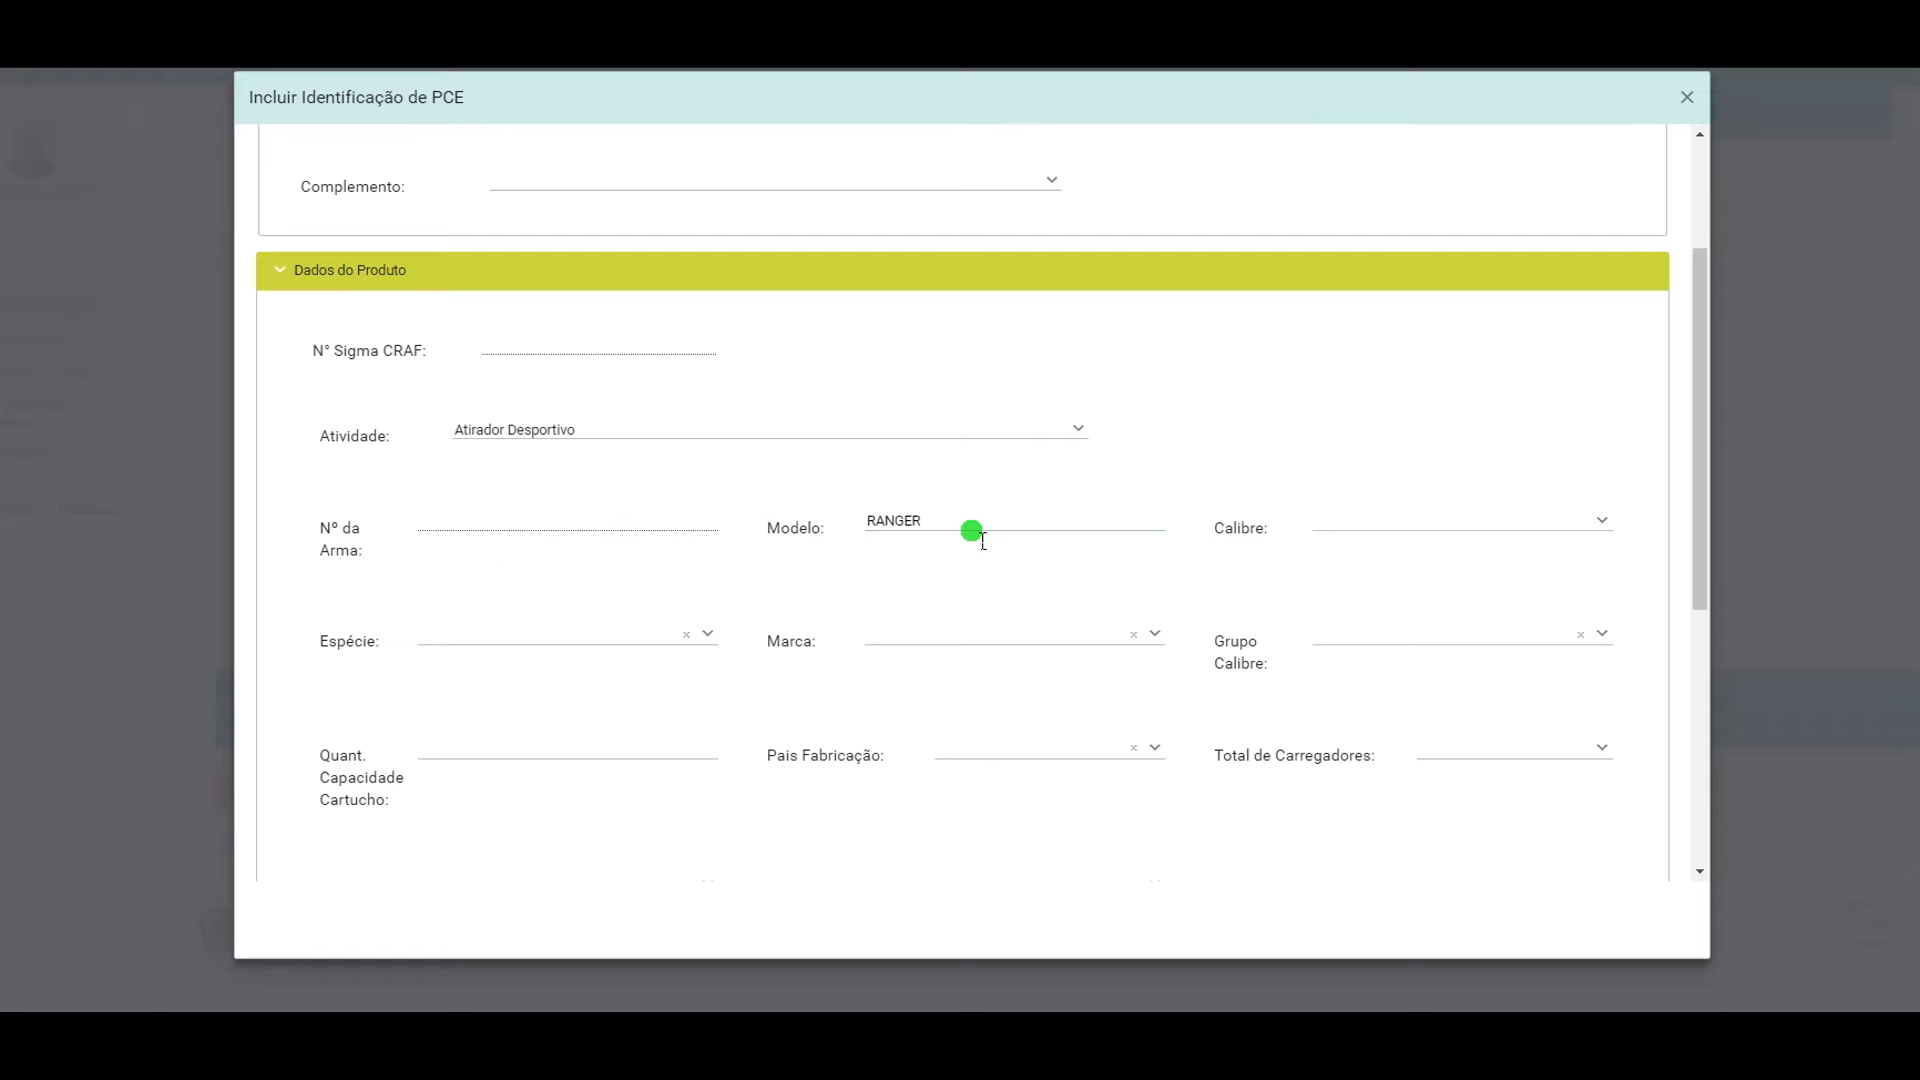 Incluir Identificação de PCE
Complemento:
Dados do Produto
N° Sigma CRAF:
Atividade: Atirador Desportivo
Nº da Arma:
Modelo: RANGER
Calibre:
Espécie:
Marca:
Grupo Calibre:
Quant. Capacidade Cartucho:
Pais Fabricação:
Total de Carregadores: